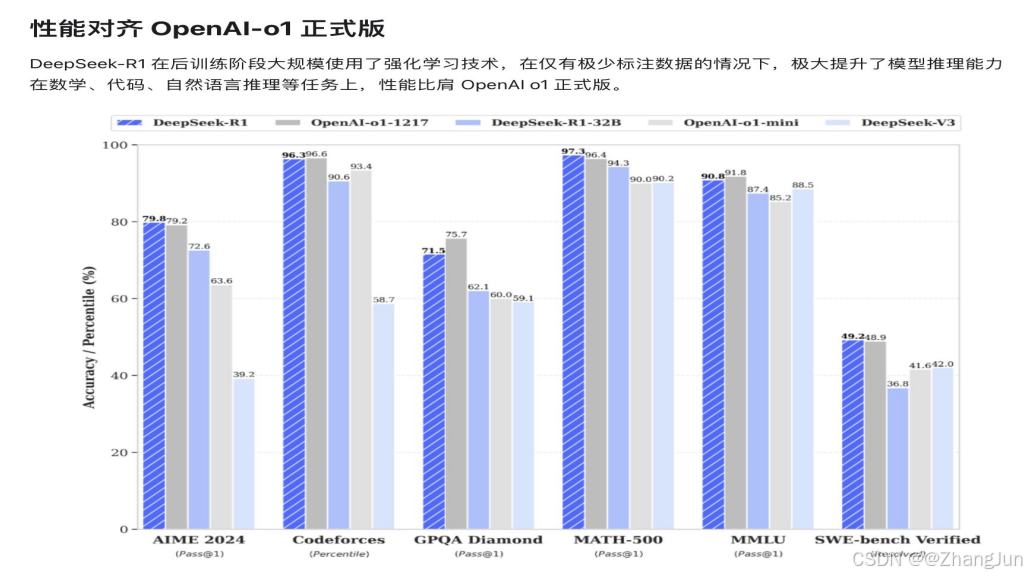 性能对齐 OpenAI-o1 正式版
DeepSeek-R1 在后训练阶段大规模使用了强化学习技术，在仅有极少标注数据的情况下，极大提升了模型推理能力
在数学、代码、自然语言推理等任务上，性能比肩 OpenAI o1 正式版。
DeepSeek-R1 OpenAI-o1-1217 DeepSeek-R1-32B OpenAI-o1-mini DeepSeek-V3
Accuracy / Percentile (%)
100
80
60
40
20
0
79.8 79.2 72.6 63.6 39.2
96.3 96.6 90.6 93.4 58.7
71.5 75.7 62.1 60.0 59.1
97.3 96.4 94.3 90.0 90.2
90.8 91.8 87.4 85.2 88.5
49.2 48.9 36.8 41.6 42.0
AIME 2024 Codeforces GPQA Diamond MATH-500 MMLU SWE-bench Verified
(Pass@1) (Percentile) (Pass@1) (Pass@1) (Pass@1)
CSDN @@ZhangJun